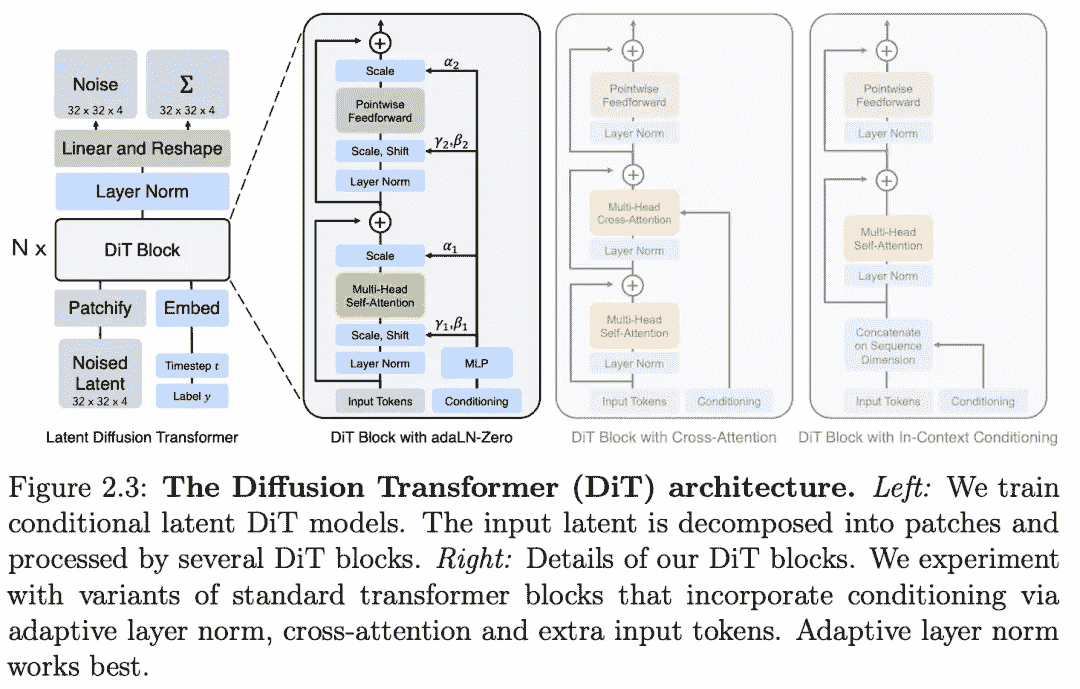 Noise
32 x 32 x 4
Σ
32 x 32 x 4
Linear and Reshape
Layer Norm
N x
DiT Block
Patchify
Embed
Noised
Latent
32 x 32 x 4
Timestep t
Label y
Latent Diffusion Transformer
+
Scale
α₂
Pointwise
Feedforward
Scale, Shift
γ₂,β₂
Layer Norm
+
Scale
α₁
Multi-Head
Self-Attention
Scale, Shift
γ₁,β₁
Layer Norm
MLP
Input Tokens
Conditioning
DiT Block with adaLN-Zero
+
Pointwise
Feedforward
Layer Norm
+
Multi-Head
Cross-Attention
Layer Norm
+
Multi-Head
Self-Attention
Layer Norm
Input Tokens
Conditioning
DiT Block with Cross-Attention
+
Pointwise
Feedforward
Layer Norm
+
Multi-Head
Self-Attention
Layer Norm
Concatenate
on Sequence
Dimension
Input Tokens
Conditioning
DiT Block with In-Context Conditioning
Figure 2.3: The Diffusion Transformer (DiT) architecture. Left: We train
conditional latent DiT models. The input latent is decomposed into patches and
processed by several DiT blocks. Right: Details of our DiT blocks. We experiment
with variants of standard transformer blocks that incorporate conditioning via
adaptive layer norm, cross-attention and extra input tokens. Adaptive layer norm
works best.